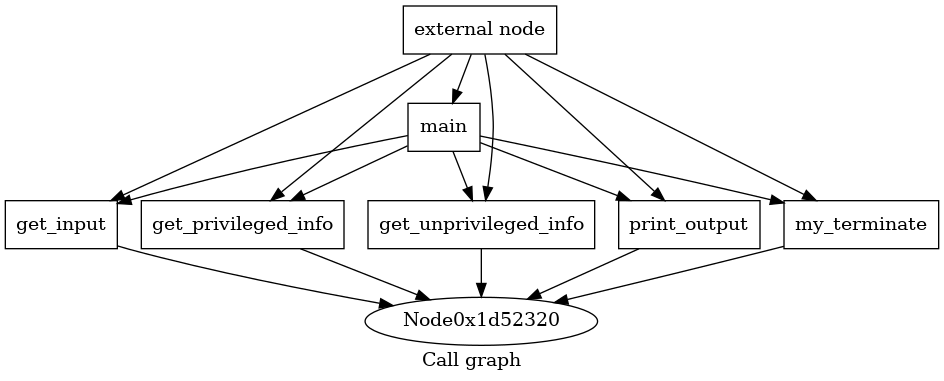 external node
main
get_input
get_privileged_info
get_unprivileged_info
print_output
my_terminate
Node0x1d52320
Call graph